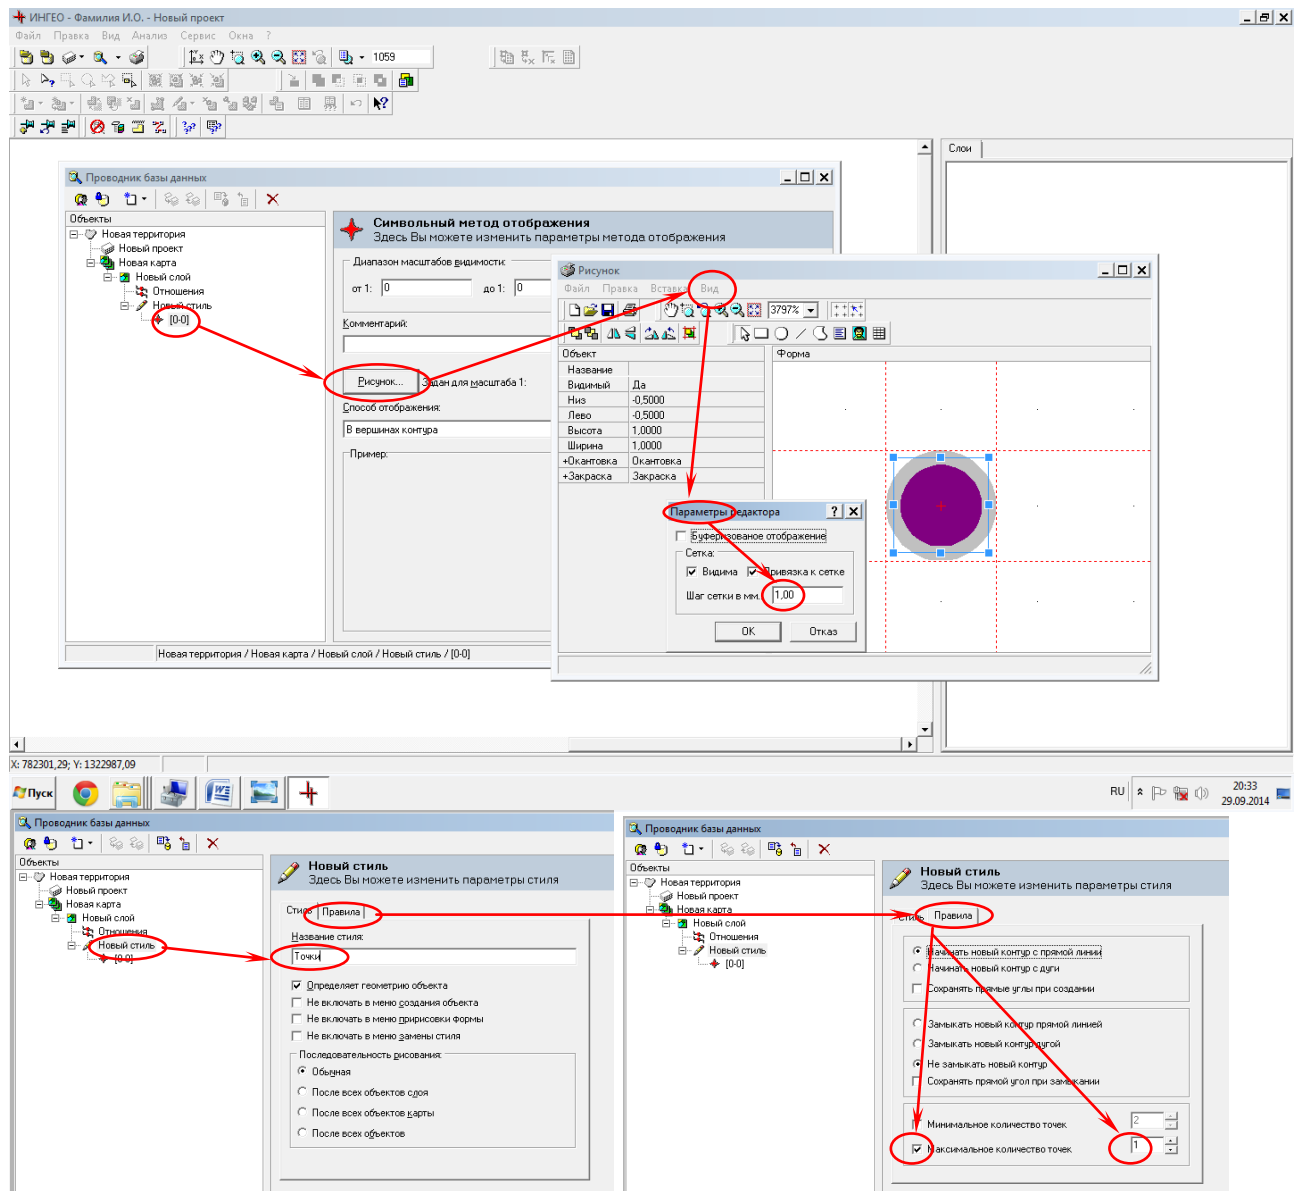 ИНГЕО - Фамилия И.О. - Новый проект
Файл Правка Вид Анализ Сервис Окна ?
1059
Слои
Проводник базы данных
Объекты
Новая территория
Новый проект
Новая карта
Новый слой
Отношения
Новый стиль
[0-0]
Символьный метод отображения
Здесь Вы можете изменить параметры метода отображения
Диапазон масштабов видимости:
от 1: 0 до 1: 0
Комментарий:
Рисунок... Задан для масштаба 1:
Способ отображения:
В вершинах контура
Пример:
Новая территория / Новая карта / Новый слой / Новый стиль / [0-0]
Рисунок
Файл Правка Вставка Вид
3797%
Объект
Название
Видимый Да
Низ -0,5000
Лево -0,5000
Высота 1,0000
Ширина 1,0000
+Окантовка Окантовка
+Закраска Закраска
Форма
Параметры редактора
Буферизованое отображение
Сетка:
Видима Привязка к сетке
Шаг сетки в мм. 1,00
OK Отказ
X: 782301,29; Y: 1322987,09
Пуск
RU
20:33
29.09.2014
Проводник базы данных
Объекты
Новая территория
Новый проект
Новая карта
Новый слой
Отношения
Новый стиль
[0-0]
Новый стиль
Здесь Вы можете изменить параметры стиля
Стиль Правила
Название стиля:
Точки
Определяет геометрию объекта
Не включать в меню создания объекта
Не включать в меню пририсовки формы
Не включать в меню замены стиля
Последовательность рисования:
Обычная
После всех объектов слоя
После всех объектов карты
После всех объектов
Проводник базы данных
Объекты
Новая территория
Новый проект
Новая карта
Новый слой
Отношения
Новый стиль
[0-0]
Новый стиль
Здесь Вы можете изменить параметры стиля
Стиль Правила
Начинать новый контур с прямой линии
Начинать новый контур с дуги
Сохранять прямые углы при создании
Замыкать новый контур прямой линией
Замыкать новый контур дугой
Не замыкать новый контур
Сохранять прямой угол при замыкании
Минимальное количество точек 2
Максимальное количество точек 1